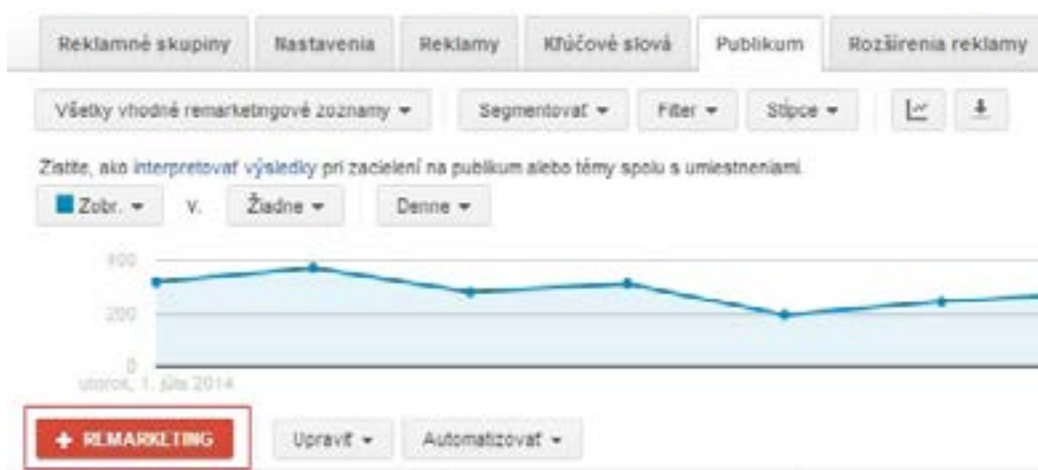 Reklamné skupiny Nastavenia Reklamy Kľúčové slová Publikum Rozšírenia reklamy
Všetky vhodné remarketingové zoznamy Segmentovať Filter Stĺpce
Zistite, ako interpretovať výsledky pri zacielení na publikum alebo témy spolu s umiestneniami.
Zobr. v. Žiadne Denne
400
200
0
utorok, 1. júla 2014
+ REMARKETING Upraviť Automatizovať